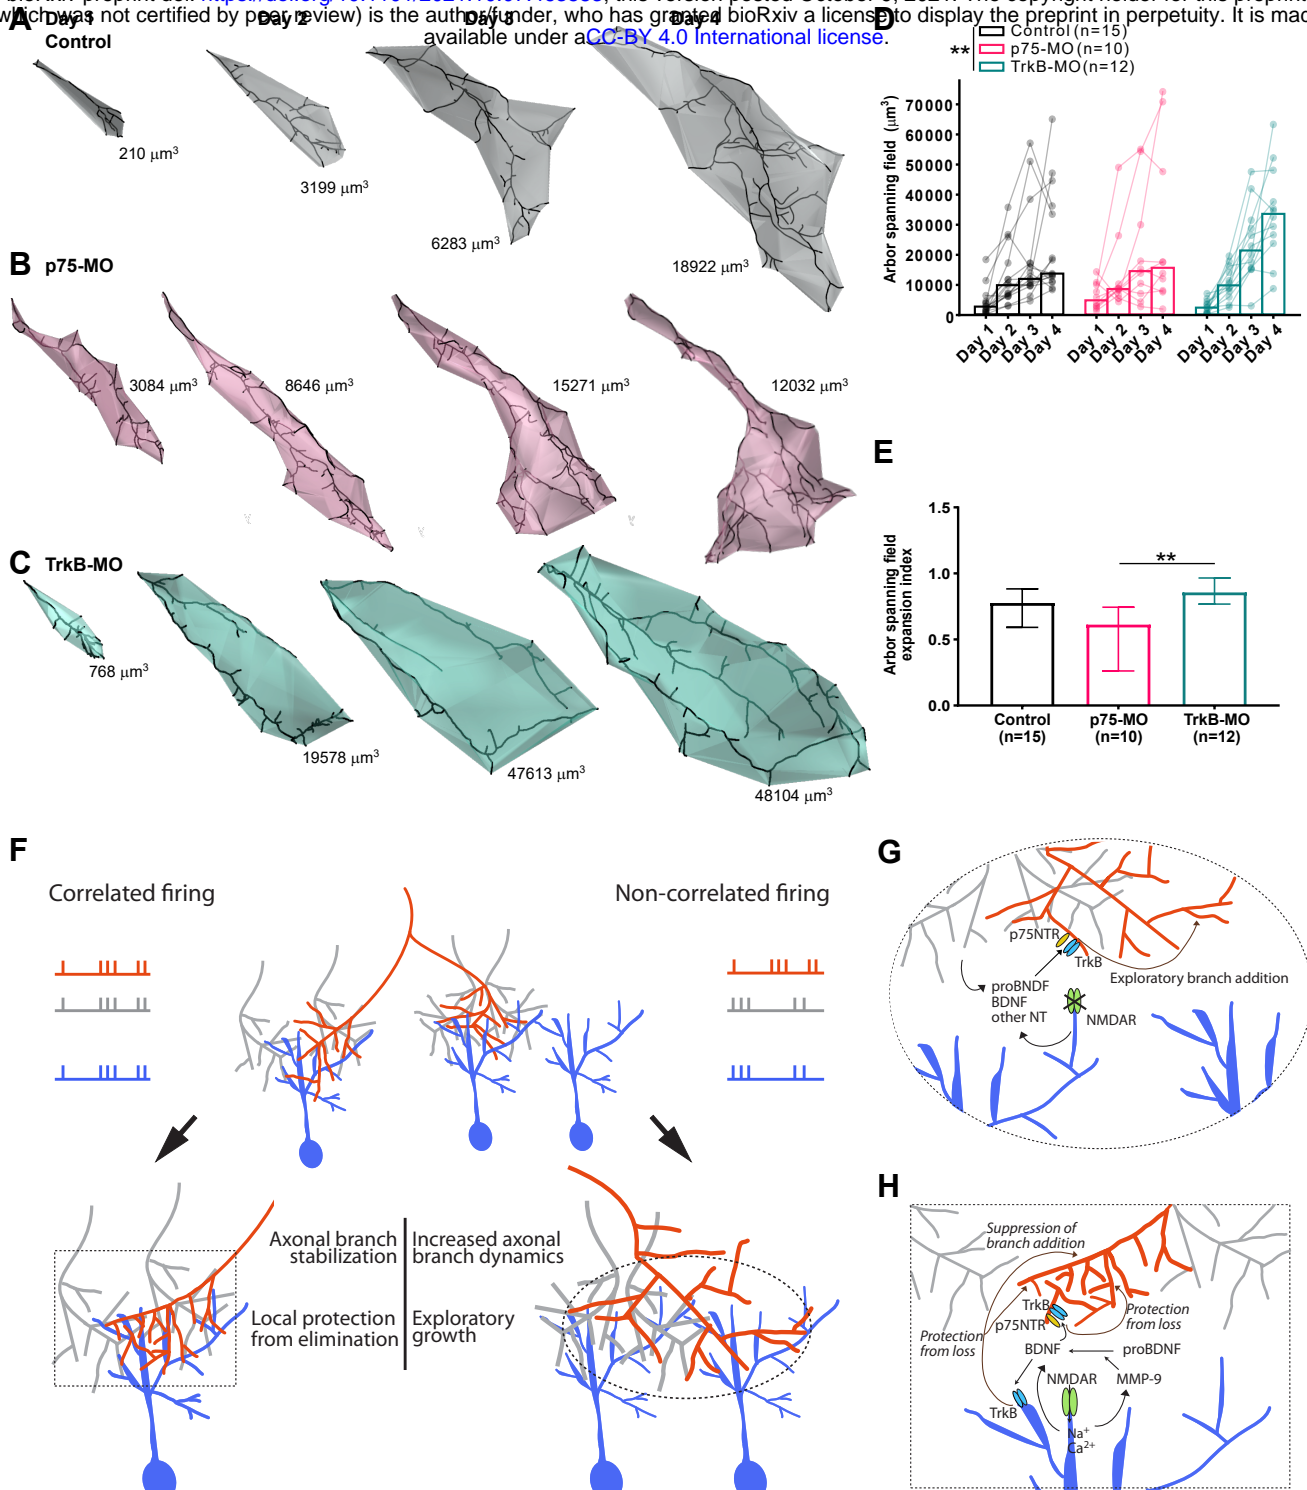 which was not certified by peer review) is the author/funder, who has granted bioRxiv a license to display the preprint in perpetuity. It is
available under a CC-BY 4.0 International license.
A
Day 1
Day 2
Day 3
Day 4
Control
210 μm³
3199 μm³
6283 μm³
18922 μm³
B
p75-MO
3084 μm³
8646 μm³
15271 μm³
12032 μm³
C
TrkB-MO
768 μm³
19578 μm³
47613 μm³
48104 μm³
D
**
Control (n=15)
p75-MO (n=10)
TrkB-MO (n=12)
Arbor spanning field (μm³)
70000
60000
50000
40000
30000
20000
10000
0
Day 1
Day 2
Day 3
Day 4
Day 1
Day 2
Day 3
Day 4
Day 1
Day 2
Day 3
Day 4
E
Arbor spanning field
expansion index
1.5
1.0
0.5
0.0
**
Control
(n=15)
p75-MO
(n=10)
TrkB-MO
(n=12)
F
Correlated firing
Non-correlated firing
Axonal branch
stabilization
Increased axonal
branch dynamics
Local protection
from elimination
Exploratory
growth
G
p75NTR
TrkB
Exploratory branch addition
proBNDF
BDNF
other NT
NMDAR
H
Suppression of
branch addition
TrkB
p75NTR
Protection
from loss
Protection
from loss
BDNF
proBDNF
NMDAR
MMP-9
TrkB
Na⁺
Ca²⁺